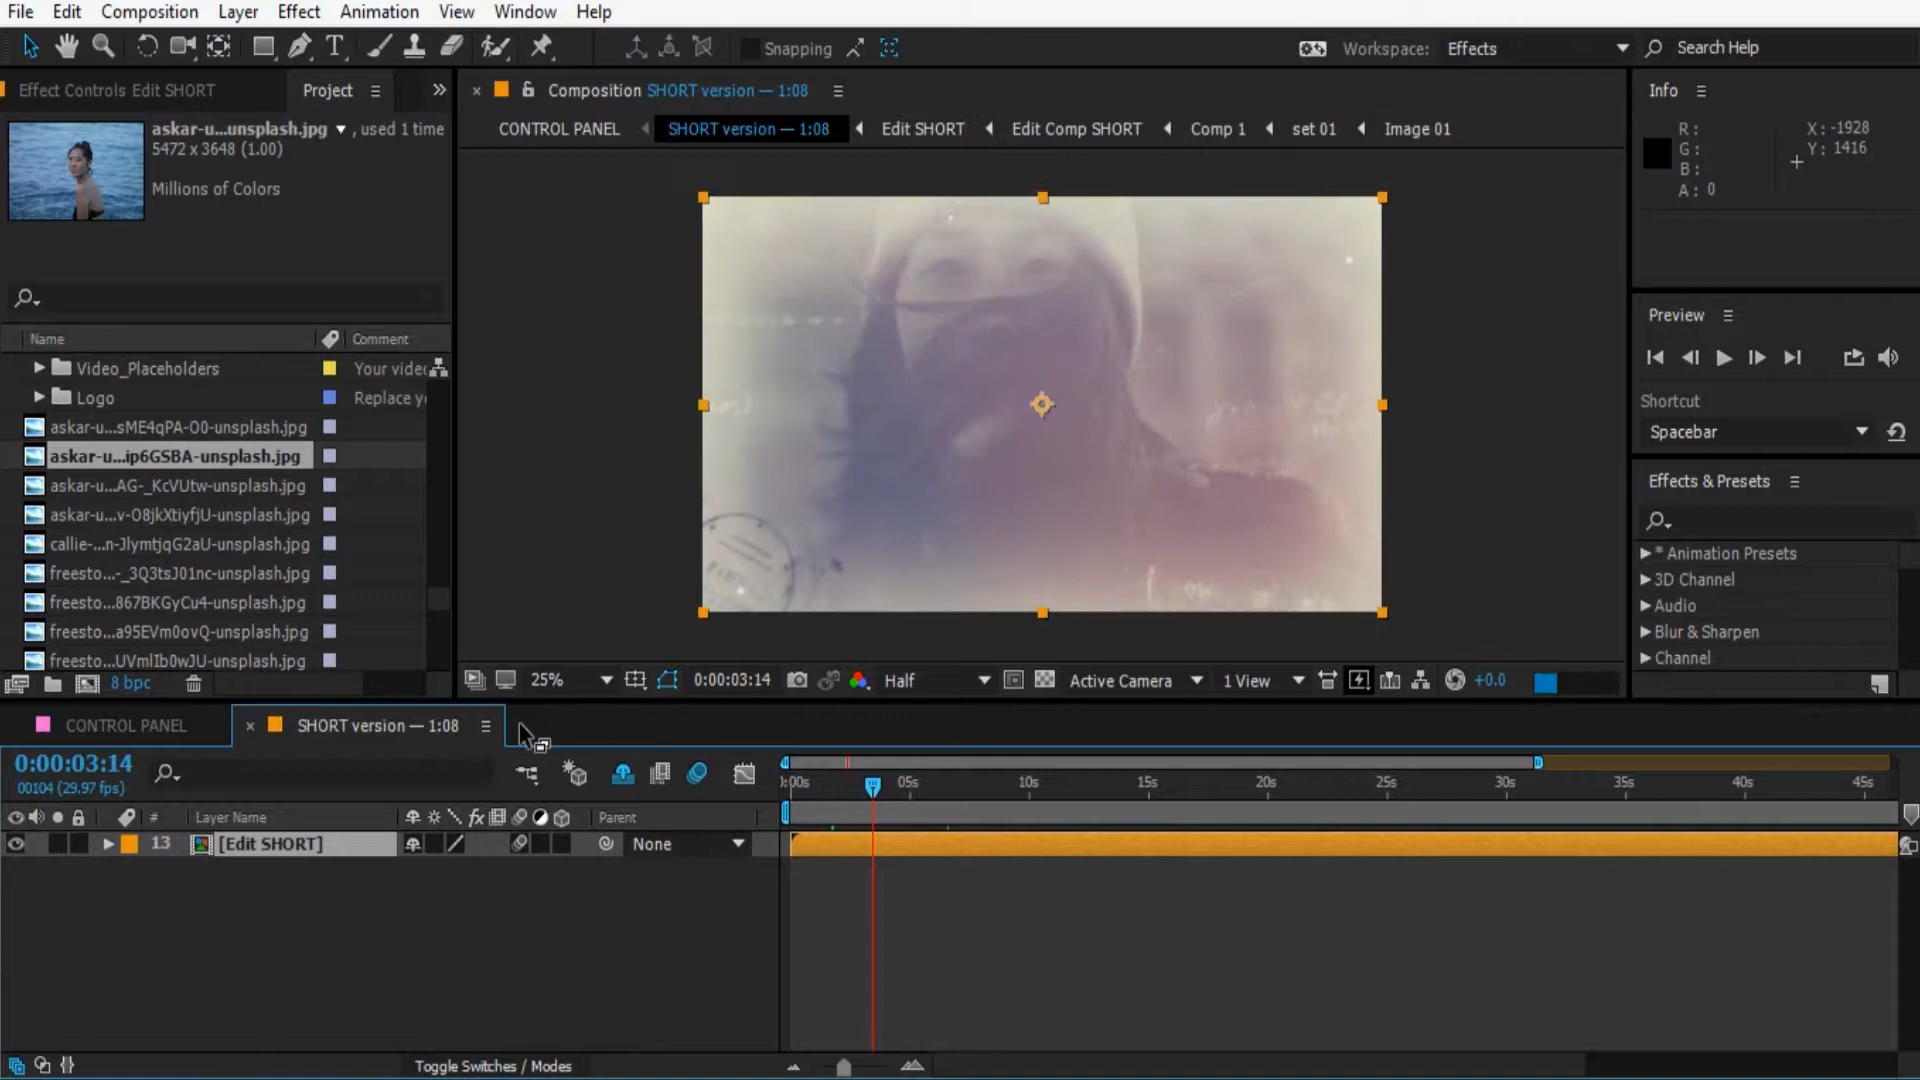 File Edit Composition Layer Effect Animation View Window Help
Snapping
Workspace: Effects
Search Help
Effect Controls Edit SHORT
Project
askar-u...unsplash.jpg , used 1 time
5472 x 3648 (1.00)
Millions of Colors
Name Comment
Video_Placeholders Your videc
Logo Replace y
askar-u...sME4qPA-O0-unsplash.jpg
askar-u...ip6GSBA-unsplash.jpg
askar-u...AG-_KcVUtw-unsplash.jpg
askar-u...v-O8jkXtiyfjU-unsplash.jpg
callie-...n-JlymtjqG2aU-unsplash.jpg
freesto...-_3Q3tsJ01nc-unsplash.jpg
freesto...867BKGyCu4-unsplash.jpg
freesto...a95EVm0ovQ-unsplash.jpg
freesto...UVmlIb0wJU-unsplash.jpg
8 bpc
Composition SHORT version — 1:08
CONTROL PANEL SHORT version — 1:08 Edit SHORT Edit Comp SHORT Comp 1 set 01 Image 01
25% 0:00:03:14 Half Active Camera 1 View +0.0
Info
R: X: -1928
G: Y: 1416
B:
A: 0
Preview
Shortcut
Spacebar
Effects & Presets
* Animation Presets
3D Channel
Audio
Blur & Sharpen
Channel
CONTROL PANEL
SHORT version — 1:08
0:00:03:14
00104 (29.97 fps)
:00s 05s 10s 15s 20s 25s 30s 35s 40s 45s
# Layer Name fx Parent
13 [Edit SHORT] None
Toggle Switches / Modes